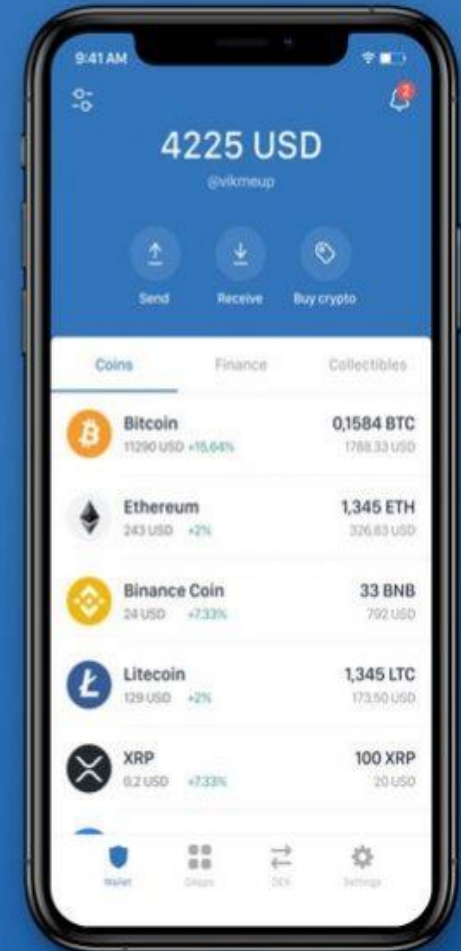 9:41 AM
2
4225 USD
@vikmeup
Send Receive Buy crypto
Coins Finance Collectibles
Bitcoin 0,1584 BTC
11290 USD +15,64% 1788.33 USD
Ethereum 1,345 ETH
243 USD +2% 326.83 USD
Binance Coin 33 BNB
24 USD +7.33% 792 USD
Litecoin 1,345 LTC
129 USD +2% 173.50 USD
XRP 100 XRP
0.2 USD +7.33% 20 USD
Wallet DApps DEX Settings